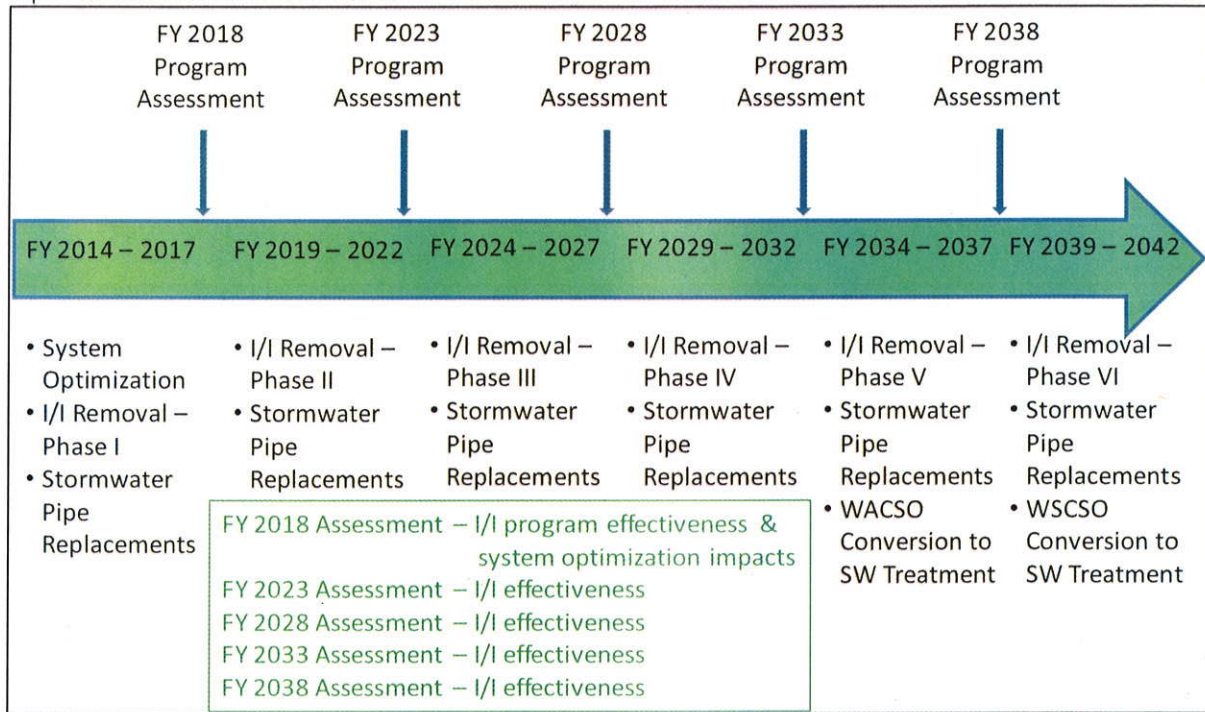 FY 2018
Program
Assessment
FY 2023
Program
Assessment
FY 2028
Program
Assessment
FY 2033
Program
Assessment
FY 2038
Program
Assessment
FY 2014 – 2017
FY 2019 – 2022
FY 2024 – 2027
FY 2029 – 2032
FY 2034 – 2037
FY 2039 – 2042
• System
Optimization
• I/I Removal –
Phase I
• Stormwater
Pipe
Replacements
• I/I Removal –
Phase II
• Stormwater
Pipe
Replacements
• I/I Removal –
Phase III
• Stormwater
Pipe
Replacements
• I/I Removal –
Phase IV
• Stormwater
Pipe
Replacements
• I/I Removal –
Phase V
• Stormwater
Pipe
Replacements
• WACSO
Conversion to
SW Treatment
• I/I Removal –
Phase VI
• Stormwater
Pipe
Replacements
• WSCSO
Conversion to
SW Treatment
FY 2018 Assessment – I/I program effectiveness &
system optimization impacts
FY 2023 Assessment – I/I effectiveness
FY 2028 Assessment – I/I effectiveness
FY 2033 Assessment – I/I effectiveness
FY 2038 Assessment – I/I effectiveness